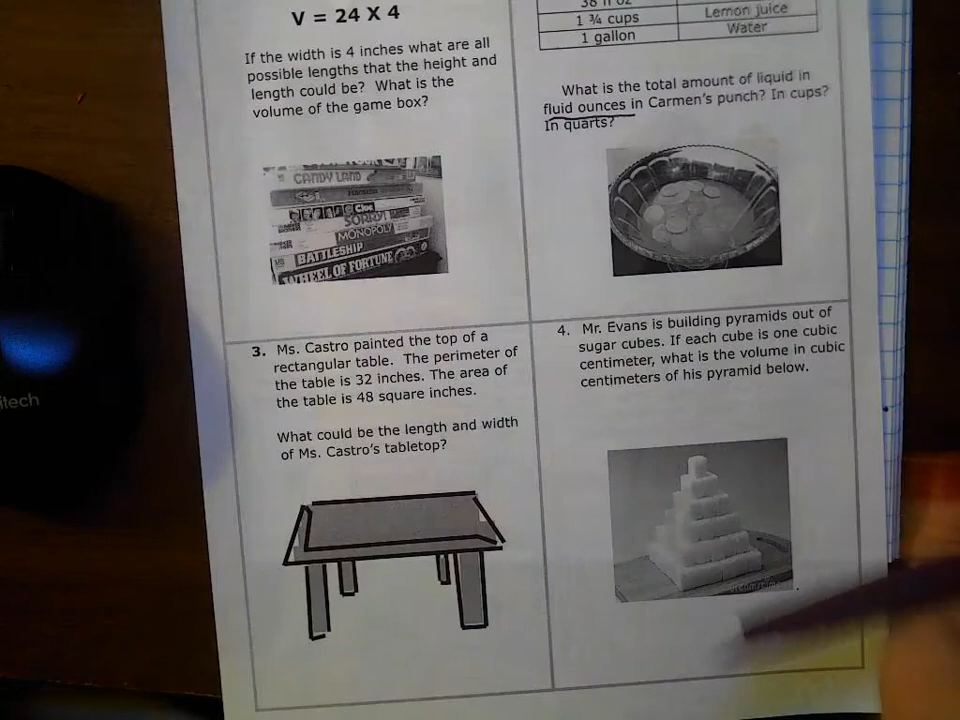 V = 24 X 4
If the width is 4 inches what are all
possible lengths that the height and
length could be? What is the
volume of the game box?
38 fl oz
1 ¾ cups Lemon juice
1 gallon Water
What is the total amount of liquid in
fluid ounces in Carmen's punch? In cups?
In quarts?
CANDY LAND
Clue
SORRY!
MONOPOLY
BATTLESHIP
WHEEL OF FORTUNE
3. Ms. Castro painted the top of a
rectangular table. The perimeter of
the table is 32 inches. The area of
the table is 48 square inches.
What could be the length and width
of Ms. Castro's tabletop?
4. Mr. Evans is building pyramids out of
sugar cubes. If each cube is one cubic
centimeter, what is the volume in cubic
centimeters of his pyramid below.
itech